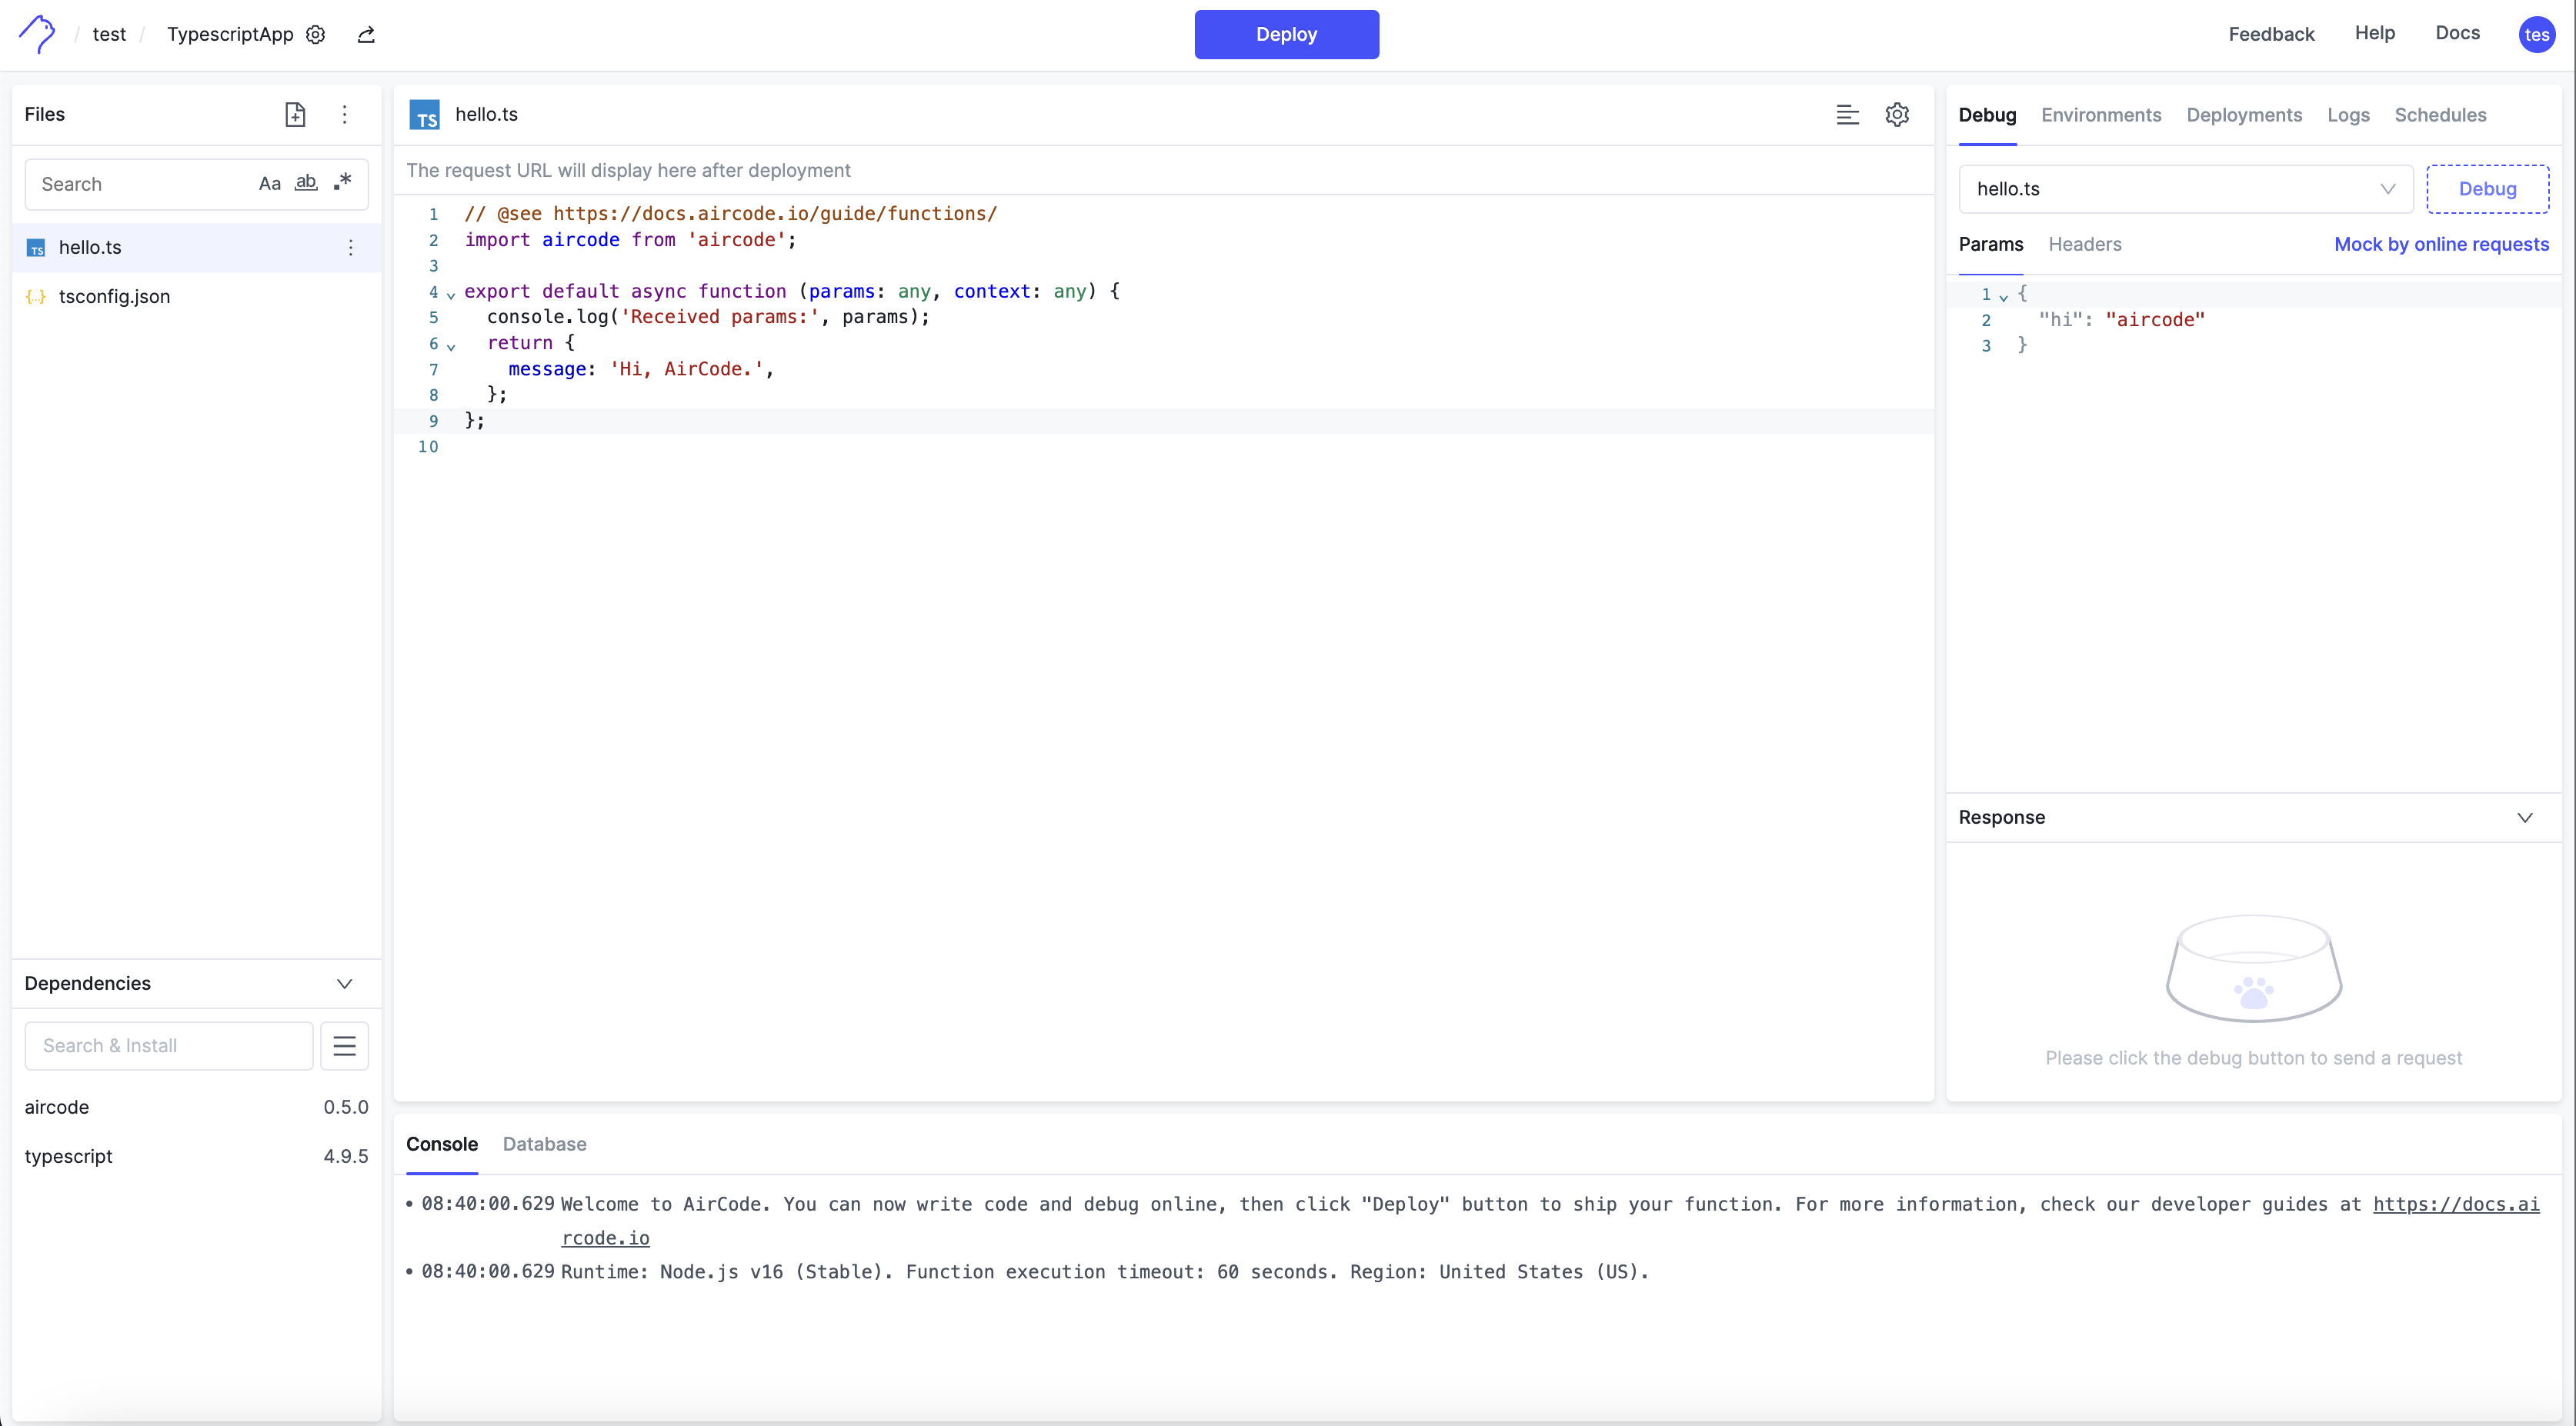 / test / TypescriptApp
Deploy
Feedback Help Docs tes
Files
Search Aa ab .*
TS hello.ts
{..} tsconfig.json
Dependencies
Search & Install
aircode 0.5.0
typescript 4.9.5
TS hello.ts
The request URL will display here after deployment
1 // @see https://docs.aircode.io/guide/functions/
2 import aircode from 'aircode';
3
4 export default async function (params: any, context: any) {
5 console.log('Received params:', params);
6 return {
7 message: 'Hi, AirCode.',
8 };
9 };
10
Debug Environments Deployments Logs Schedules
hello.ts Debug
Params Headers Mock by online requests
1 {
2 "hi": "aircode"
3 }
Response
Please click the debug button to send a request
Console Database
• 08:40:00.629 Welcome to AirCode. You can now write code and debug online, then click "Deploy" button to ship your function. For more information, check our developer guides at https://docs.ai
rcode.io
• 08:40:00.629 Runtime: Node.js v16 (Stable). Function execution timeout: 60 seconds. Region: United States (US).